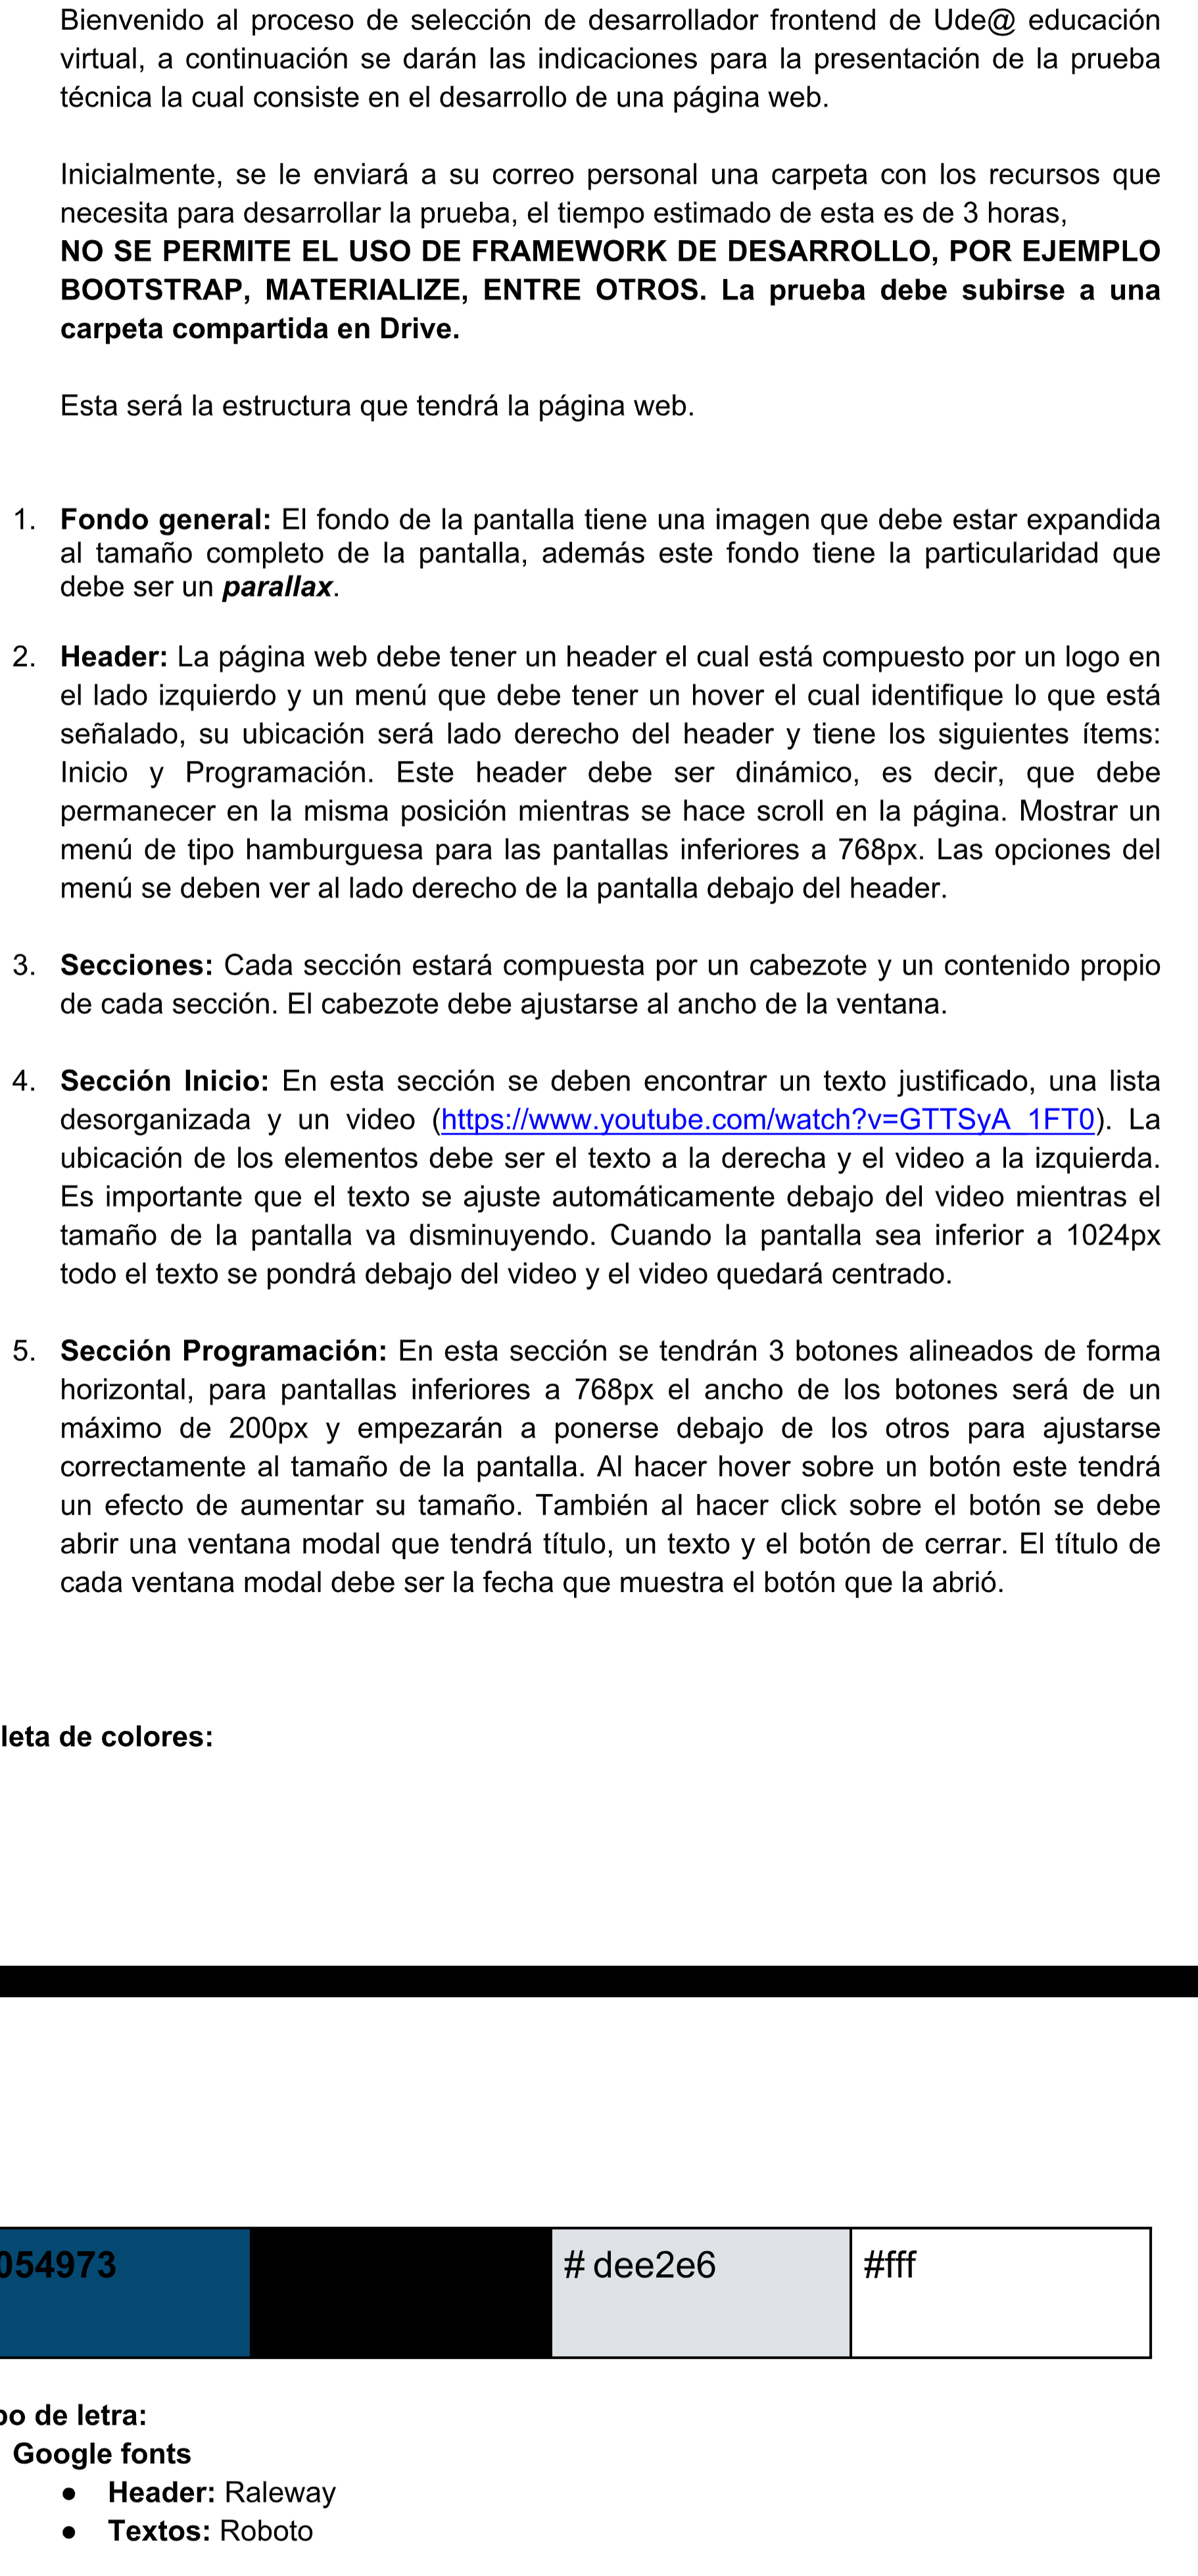 Bienvenido al proceso de selección de desarrollador frontend de Ude@ educación
virtual, a continuación se darán las indicaciones para la presentación de la prueba
técnica la cual consiste en el desarrollo de una página web.
Inicialmente, se le enviará a su correo personal una carpeta con los recursos que
necesita para desarrollar la prueba, el tiempo estimado de esta es de 3 horas,
NO SE PERMITE EL USO DE FRAMEWORK DE DESARROLLO, POR EJEMPLO
BOOTSTRAP, MATERIALIZE, ENTRE OTROS. La prueba debe subirse a una
carpeta compartida en Drive.
Esta será la estructura que tendrá la página web.
1. Fondo general: El fondo de la pantalla tiene una imagen que debe estar expandida
al tamaño completo de la pantalla, además este fondo tiene la particularidad que
debe ser un parallax.
2. Header: La página web debe tener un header el cual está compuesto por un logo en
el lado izquierdo y un menú que debe tener un hover el cual identifique lo que está
señalado, su ubicación será lado derecho del header y tiene los siguientes ítems:
Inicio y Programación. Este header debe ser dinámico, es decir, que debe
permanecer en la misma posición mientras se hace scroll en la página. Mostrar un
menú de tipo hamburguesa para las pantallas inferiores a 768px. Las opciones del
menú se deben ver al lado derecho de la pantalla debajo del header.
3. Secciones: Cada sección estará compuesta por un cabezote y un contenido propio
de cada sección. El cabezote debe ajustarse al ancho de la ventana.
4. Sección Inicio: En esta sección se deben encontrar un texto justificado, una lista
desorganizada y un video (https://www.youtube.com/watch?v=GTTSyA_1FT0). La
ubicación de los elementos debe ser el texto a la derecha y el video a la izquierda.
Es importante que el texto se ajuste automáticamente debajo del video mientras el
tamaño de la pantalla va disminuyendo. Cuando la pantalla sea inferior a 1024px
todo el texto se pondrá debajo del video y el video quedará centrado.
5. Sección Programación: En esta sección se tendrán 3 botones alineados de forma
horizontal, para pantallas inferiores a 768px el ancho de los botones será de un
máximo de 200px y empezarán a ponerse debajo de los otros para ajustarse
correctamente al tamaño de la pantalla. Al hacer hover sobre un botón este tendrá
un efecto de aumentar su tamaño. También al hacer click sobre el botón se debe
abrir una ventana modal que tendrá título, un texto y el botón de cerrar. El título de
cada ventana modal debe ser la fecha que muestra el botón que la abrió.
leta de colores:
054973
# dee2e6
#fff
po de letra:
Google fonts
● Header: Raleway
● Textos: Roboto